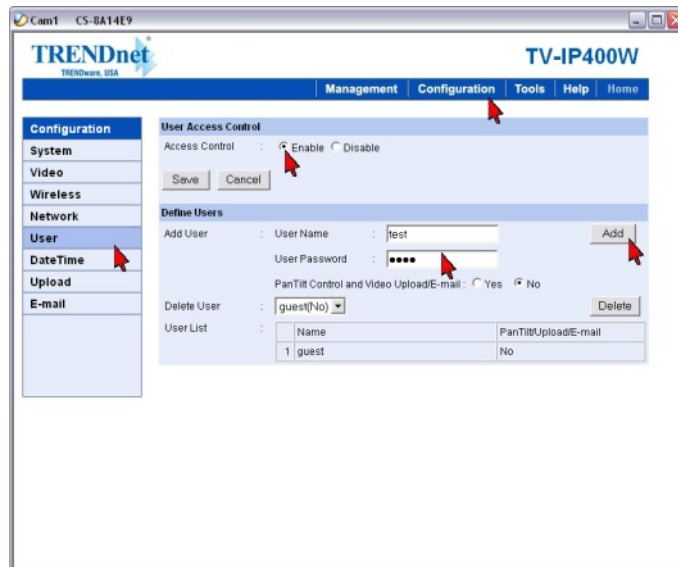 Cam1 CS-8A14E9
TRENDnet
TRENDware, USA
TV-IP400W
Management Configuration Tools Help Home
Configuration
System
Video
Wireless
Network
User
DateTime
Upload
E-mail
User Access Control
Access Control : Enable Disable
Save Cancel
Define Users
Add User : User Name : test Add
User Password : ●●●●
PanTilt Control and Video Upload/E-mail : Yes No
Delete User : guest(No) Delete
User List : Name PanTilt/Upload/E-mail
1 guest No